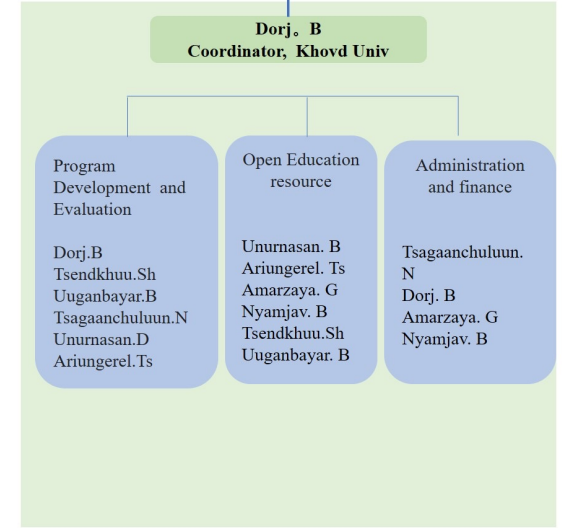 Dorj。B
Coordinator, Khovd Univ
Program
Development and
Evaluation
Dorj.B
Tsendkhuu.Sh
Uuganbayar.B
Tsagaanchuluun.N
Unurnasan.D
Ariungerel.Ts
Open Education
resource
Unurnasan. B
Ariungerel. Ts
Amarzaya. G
Nyamjav. B
Tsendkhuu.Sh
Uuganbayar. B
Administration
and finance
Tsagaanchuluun.
N
Dorj. B
Amarzaya. G
Nyamjav. B